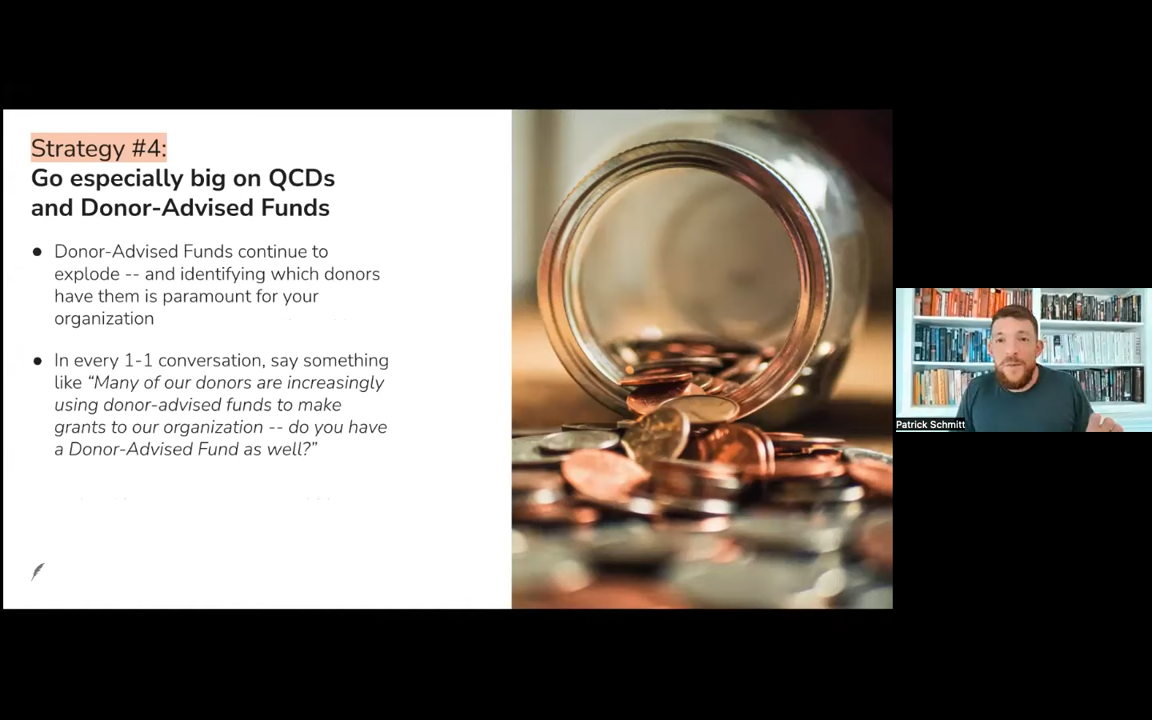 Strategy #4:
Go especially big on QCDs
and Donor-Advised Funds
● Donor-Advised Funds continue to
explode -- and identifying which donors
have them is paramount for your
organization
● In every 1-1 conversation, say something
like “Many of our donors are increasingly
using donor-advised funds to make
grants to our organization -- do you have
a Donor-Advised Fund as well?”
Patrick Schmitt